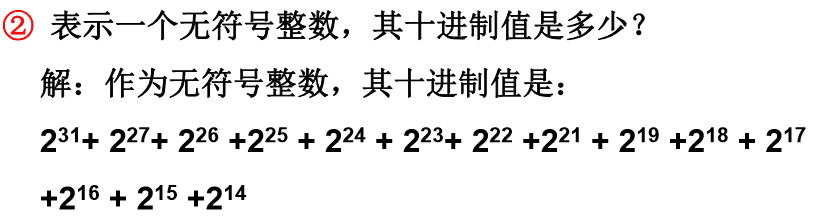 ② 表示一个无符号整数，其十进制值是多少？
解：作为无符号整数，其十进制值是：
2³¹+ 2²⁷+ 2²⁶ +2²⁵ + 2²⁴ + 2²³+ 2²² +2²¹ + 2¹⁹ +2¹⁸ + 2¹⁷
+2¹⁶ + 2¹⁵ +2¹⁴